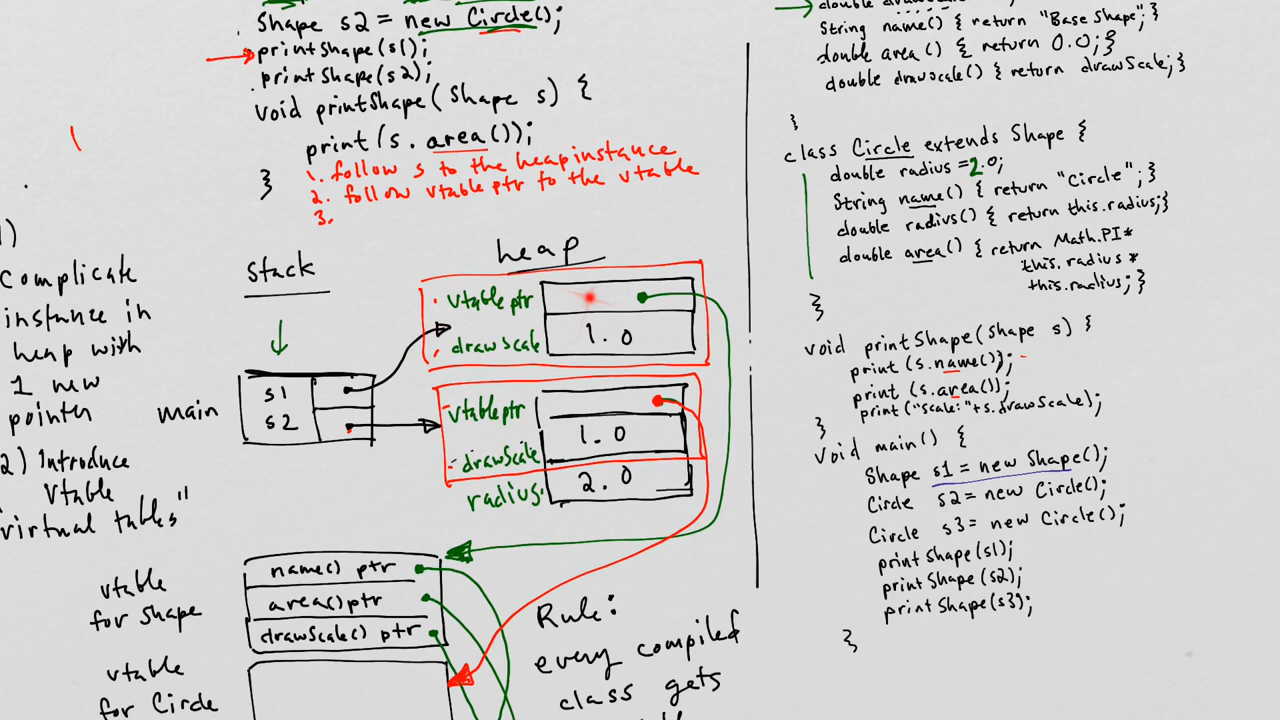 Shape s2 = new Circle();
printShape(s1);
printShape(s2);
void printShape(Shape s) {
print(s.area());
}
1. follow s to the heap instance
2. follow vtable ptr to the vtable
3.
1)
Complicate
instance in
heap with
1 new
pointer
2) Introduce
vtable
"virtual tables"
stack
heap
main
s1
s2
vtable ptr
drawScale
1.0
vtable ptr
drawScale
1.0
radius
2.0
vtable
for Shape
name() ptr
area() ptr
drawScale() ptr
vtable
for Circle
Rule:
every compiled
class gets
String name() { return "Base Shape"; }
double area() { return 0.0; }
double drawScale() { return drawScale; }
}
class Circle extends Shape {
double radius = 2.0;
String name() { return "Circle"; }
double radius() { return this.radius; }
double area() { return Math.PI *
this.radius *
this.radius; }
}
void printShape(Shape s) {
print (s.name());
print (s.area());
print ("scale:"+s.drawScale);
}
void main() {
Shape s1 = new Shape();
Circle s2 = new Circle();
Circle s3 = new Circle();
printShape(s1);
printShape(s2);
printShape(s3);
}